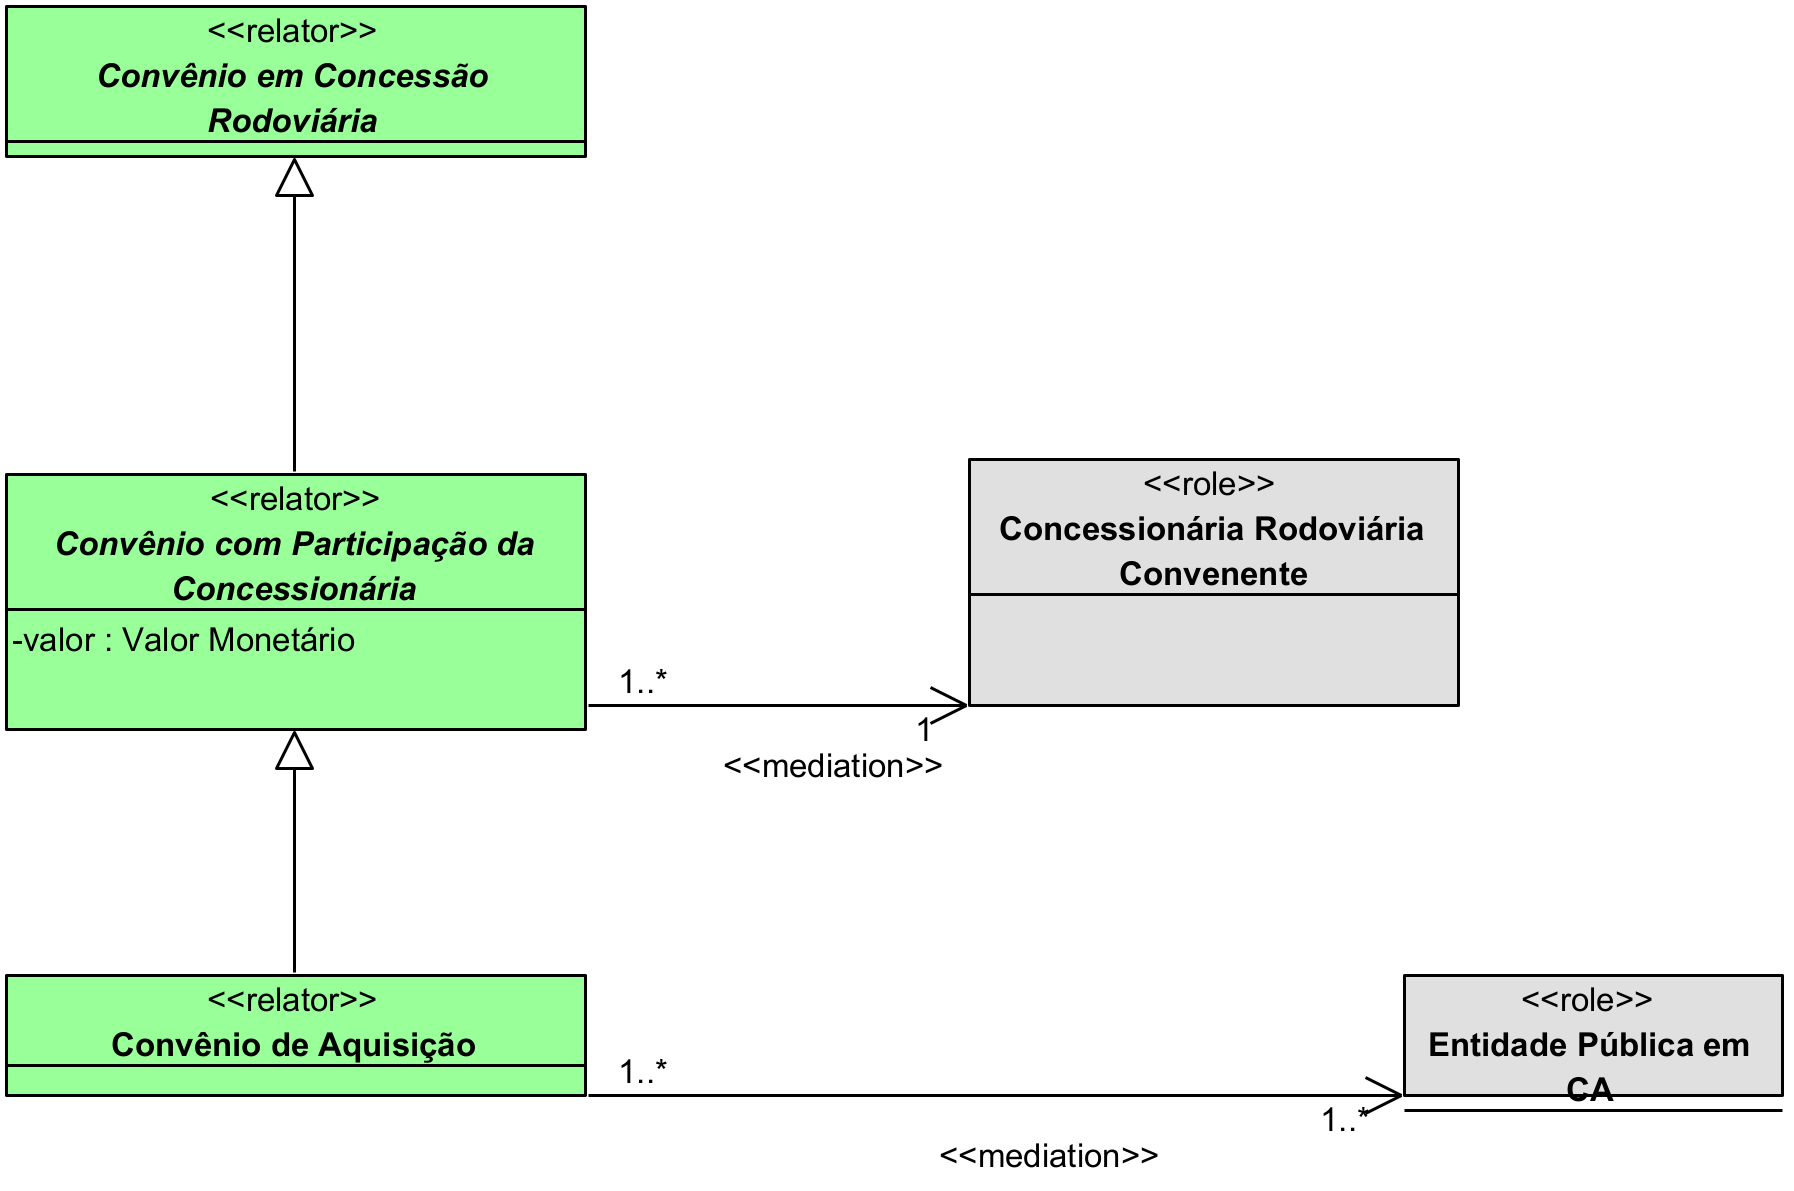 <<relator>>
Convênio em Concessão
Rodoviária
<<relator>>
Convênio com Participação da
Concessionária
-valor : Valor Monetário
<<role>>
Concessionária Rodoviária
Convenente
1..*
1
<<mediation>>
<<relator>>
Convênio de Aquisição
<<role>>
Entidade Pública em
CA
1..*
1..*
<<mediation>>